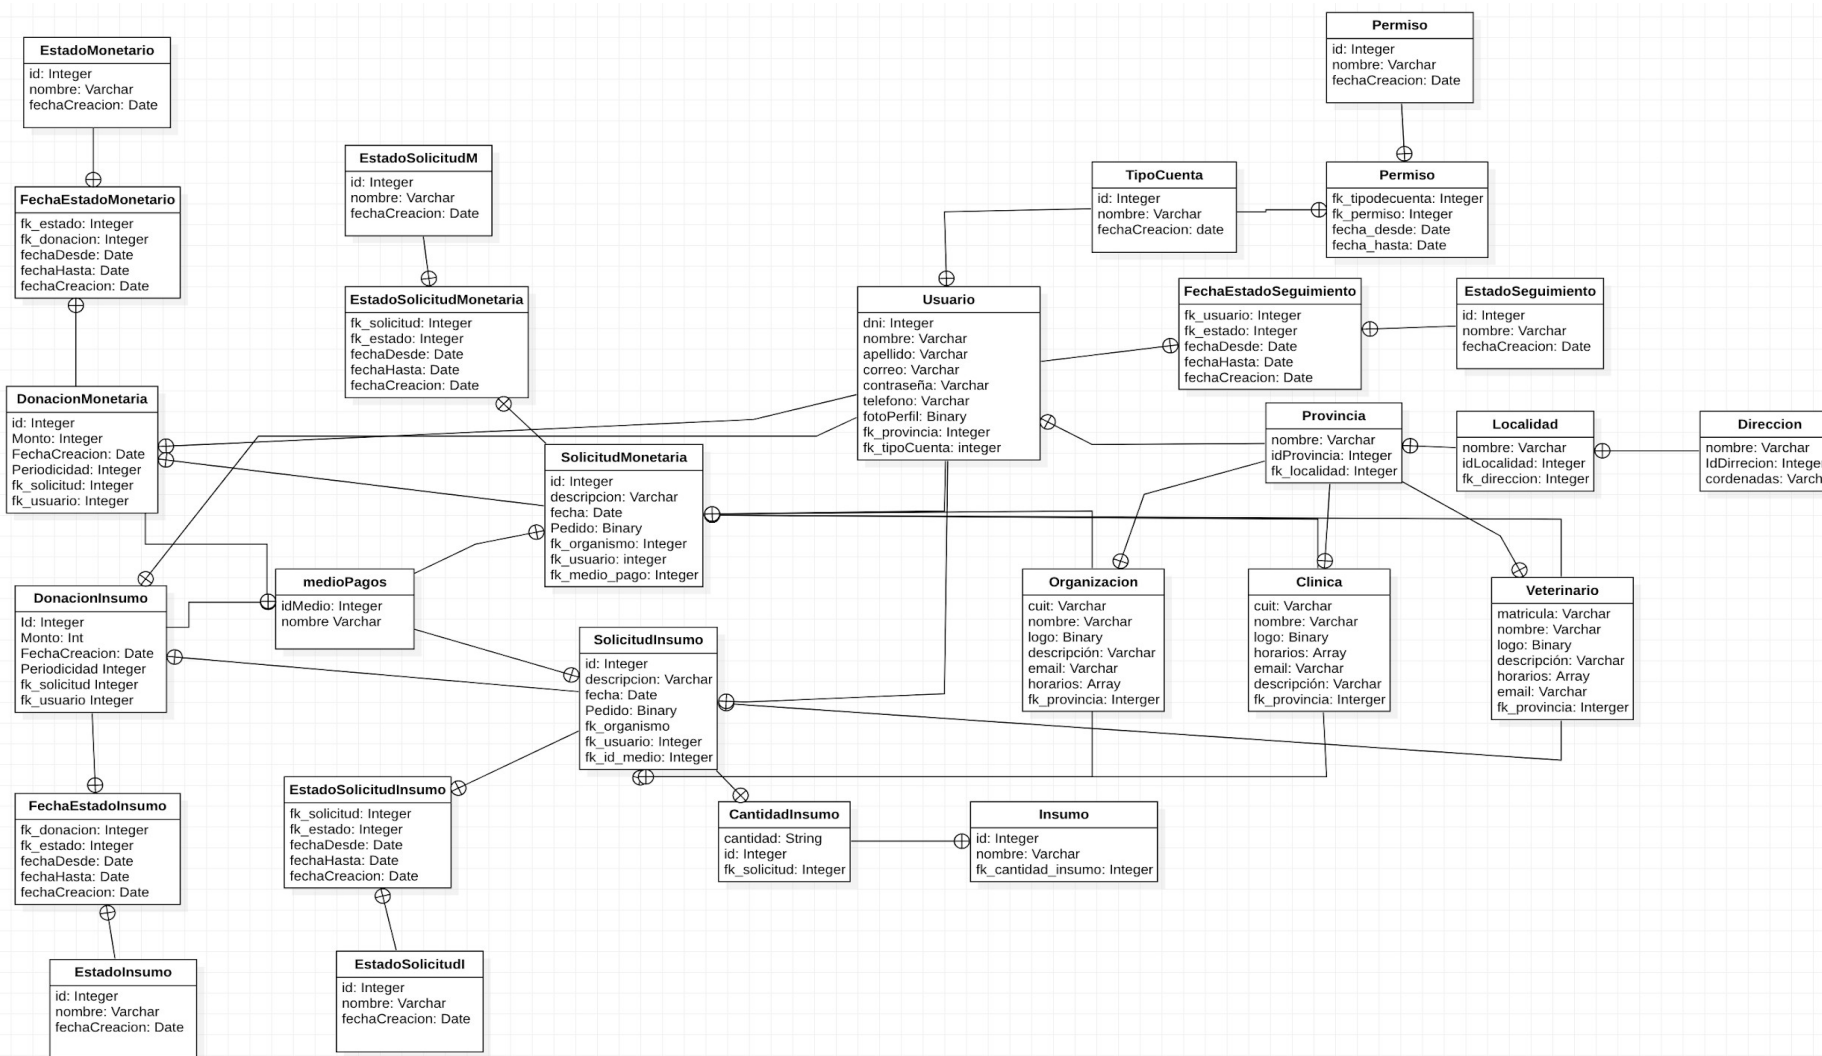 EstadoMonetario
id: Integer
nombre: Varchar
fechaCreacion: Date
FechaEstadoMonetario
fk_estado: Integer
fk_donacion: Integer
fechaDesde: Date
fechaHasta: Date
fechaCreacion: Date
DonacionMonetaria
id: Integer
Monto: Integer
FechaCreacion: Date
Periodicidad: Integer
fk_solicitud: Integer
fk_usuario: Integer
DonacionInsumo
Id: Integer
Monto: Int
FechaCreacion: Date
Periodicidad Integer
fk_solicitud Integer
fk_usuario Integer
FechaEstadoInsumo
fk_donacion: Integer
fk_estado: Integer
fechaDesde: Date
fechaHasta: Date
fechaCreacion: Date
EstadoInsumo
id: Integer
nombre: Varchar
fechaCreacion: Date
EstadoSolicitudM
id: Integer
nombre: Varchar
fechaCreacion: Date
EstadoSolicitudMonetaria
fk_solicitud: Integer
fk_estado: Integer
fechaDesde: Date
fechaHasta: Date
fechaCreacion: Date
SolicitudMonetaria
id: Integer
descripcion: Varchar
fecha: Date
Pedido: Binary
fk_organismo: Integer
fk_usuario: integer
fk_medio_pago: Integer
medioPagos
idMedio: Integer
nombre Varchar
SolicitudInsumo
id: Integer
descripcion: Varchar
fecha: Date
Pedido: Binary
fk_organismo
fk_usuario: Integer
fk_id_medio: Integer
EstadoSolicitudInsumo
fk_solicitud: Integer
fk_estado: Integer
fechaDesde: Date
fechaHasta: Date
fechaCreacion: Date
EstadoSolicitudI
id: Integer
nombre: Varchar
fechaCreacion: Date
CantidadInsumo
cantidad: String
id: Integer
fk_solicitud: Integer
Insumo
id: Integer
nombre: Varchar
fk_cantidad_insumo: Integer
Usuario
dni: Integer
nombre: Varchar
apellido: Varchar
correo: Varchar
contraseña: Varchar
telefono: Varchar
fotoPerfil: Binary
fk_provincia: Integer
fk_tipoCuenta: integer
TipoCuenta
id: Integer
nombre: Varchar
fechaCreacion: date
Permiso
id: Integer
nombre: Varchar
fechaCreacion: Date
Permiso
fk_tipodecuenta: Integer
fk_permiso: Integer
fecha_desde: Date
fecha_hasta: Date
FechaEstadoSeguimiento
fk_usuario: Integer
fk_estado: Integer
fechaDesde: Date
fechaHasta: Date
fechaCreacion: Date
EstadoSeguimiento
id: Integer
nombre: Varchar
fechaCreacion: Date
Provincia
nombre: Varchar
idProvincia: Integer
fk_localidad: Integer
Localidad
nombre: Varchar
idLocalidad: Integer
fk_direccion: Integer
Direccion
nombre: Varchar
IdDirrecion: Intege
cordenadas: Varch
Organizacion
cuit: Varchar
nombre: Varchar
logo: Binary
descripción: Varchar
email: Varchar
horarios: Array
fk_provincia: Interger
Clinica
cuit: Varchar
nombre: Varchar
logo: Binary
horarios: Array
email: Varchar
descripción: Varchar
fk_provincia: Interger
Veterinario
matricula: Varchar
nombre: Varchar
logo: Binary
descripción: Varchar
horarios: Array
email: Varchar
fk_provincia: Interger